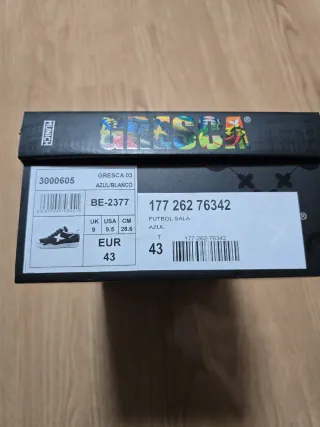 MUNICH
GRESCA®
3000605
GRESCA 03
AZUL/BLANCO
BE-2377
UK USA CM
9 9.5 28.6
EUR
43
177 262 76342
FUTBOL SALA
AZUL
T
43
177 262 76342